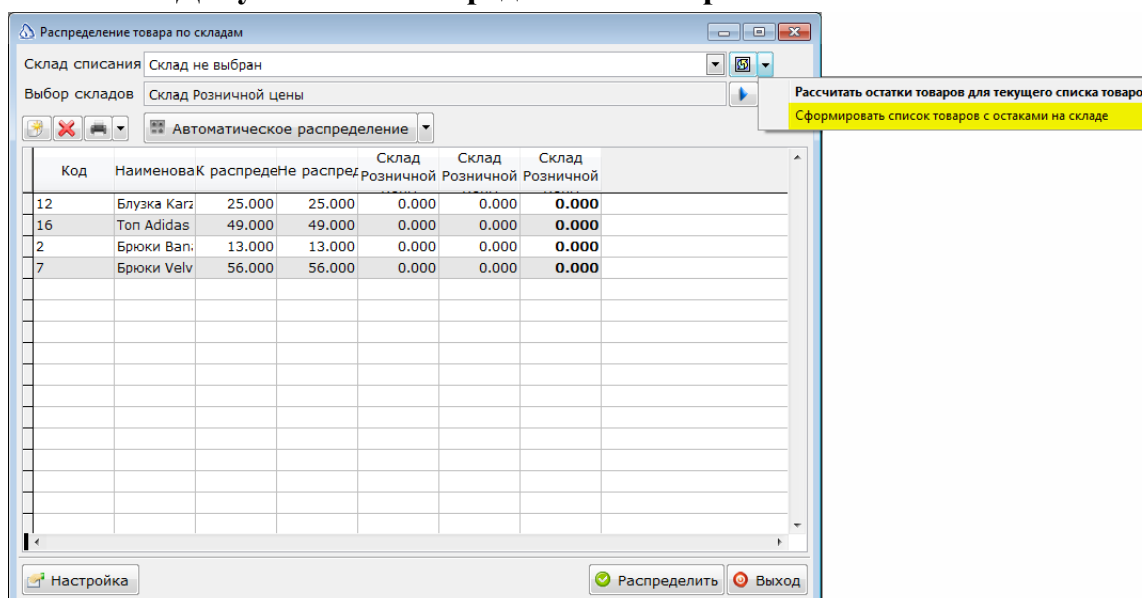 Распределение товара по складам
Склад списания Склад не выбран
Выбор складов Склад Розничной цены
Рассчитать остатки товаров для текущего списка товаро
Сформировать список товаров с остаками на складе
Автоматическое распределение
Код Наименова К распреде Не распред Склад Розничной Склад Розничной Склад Розничной
12 Блузка Karz 25.000 25.000 0.000 0.000 0.000
16 Топ Adidas 49.000 49.000 0.000 0.000 0.000
2 Брюки Ban 13.000 13.000 0.000 0.000 0.000
7 Брюки Velv 56.000 56.000 0.000 0.000 0.000
Настройка Распределить Выход